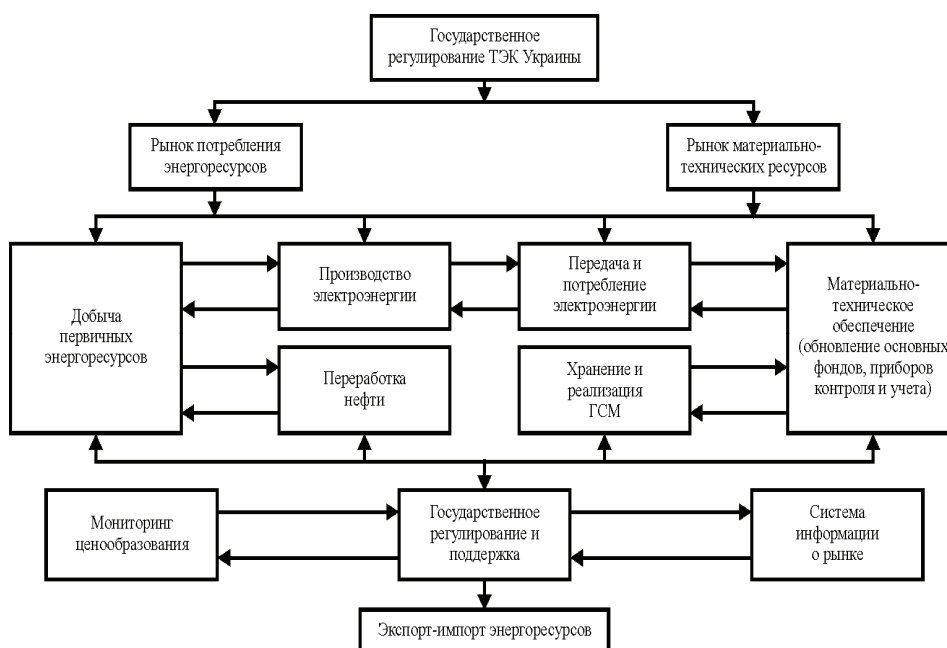 Государственное
регулирование ТЭК Украины
Рынок потребления
энергоресурсов
Рынок материально-
технических ресурсов
Добыча
первичных
энергоресурсов
Производство
электроэнергии
Передача и
потребление
электроэнергии
Материально-
техническое
обеспечение
(обновление основных
фондов, приборов
контроля и учета)
Переработка
нефти
Хранение и
реализация
ГСМ
Мониторинг
ценообразования
Государственное
регулирование и
поддержка
Система
информации
о рынке
Экспорт-импорт энергоресурсов